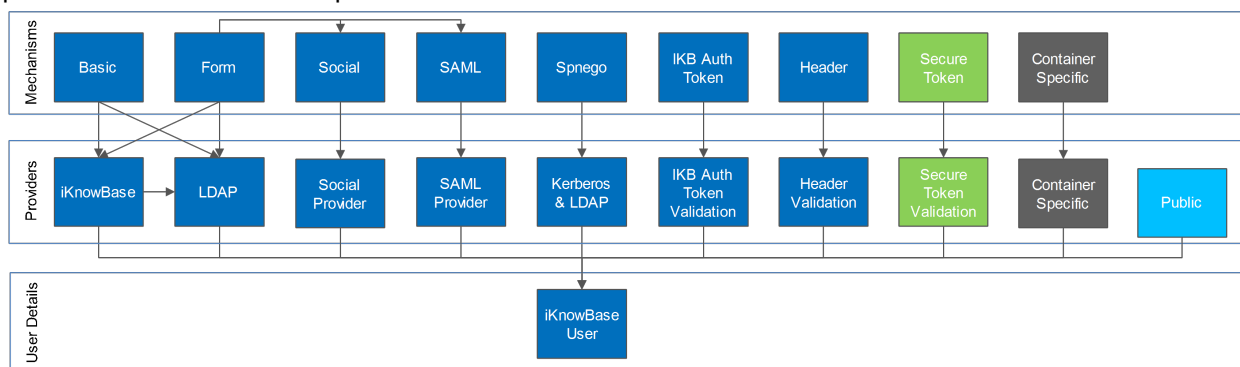 Mechanisms
Basic
Form
Social
SAML
Spnego
IKB Auth
Token
Header
Secure
Token
Container
Specific
Providers
iKnowBase
LDAP
Social
Provider
SAML
Provider
Kerberos
& LDAP
IKB Auth
Token
Validation
Header
Validation
Secure
Token
Validation
Container
Specific
Public
User Details
iKnowBase
User